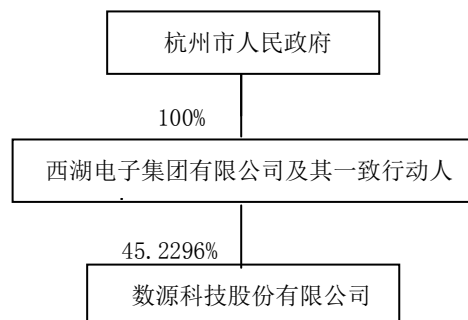 杭州市人民政府
100%
西湖电子集团有限公司及其一致行动人
45.2296%
数源科技股份有限公司